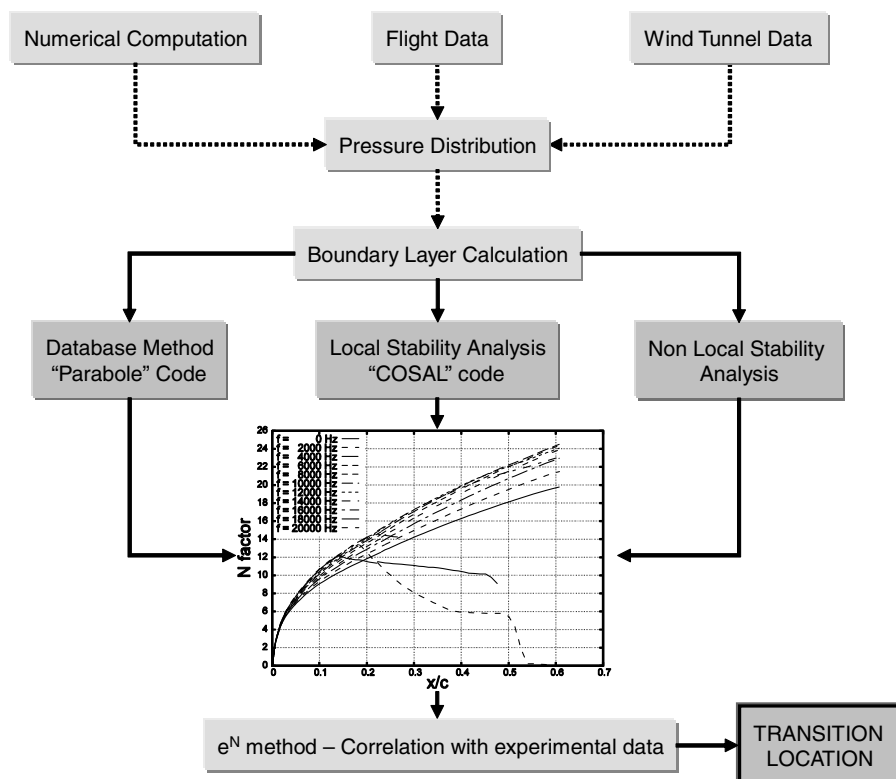 Numerical Computation
Flight Data
Wind Tunnel Data
Pressure Distribution
Boundary Layer Calculation
Database Method
“Parabole” Code
Local Stability Analysis
“COSAL” code
Non Local Stability
Analysis
26
24
22
20
18
16
14
12
10
8
6
4
2
0
N factor
f = 0 Hz
f = 2000 Hz
f = 4000 Hz
f = 6000 Hz
f = 8000 Hz
f = 10000 Hz
f = 12000 Hz
f = 14000 Hz
f = 16000 Hz
f = 18000 Hz
f = 20000 Hz
0 0.1 0.2 0.3 0.4 0.5 0.6 0.7
x/c
eᴺ method – Correlation with experimental data
TRANSITION
LOCATION